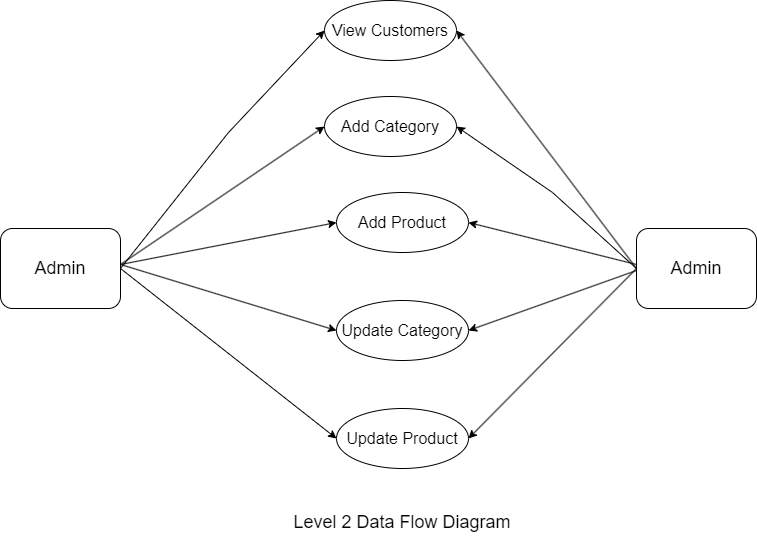 View Customers
Add Category
Add Product
Admin
Admin
Update Category
Update Product
Level 2 Data Flow Diagram